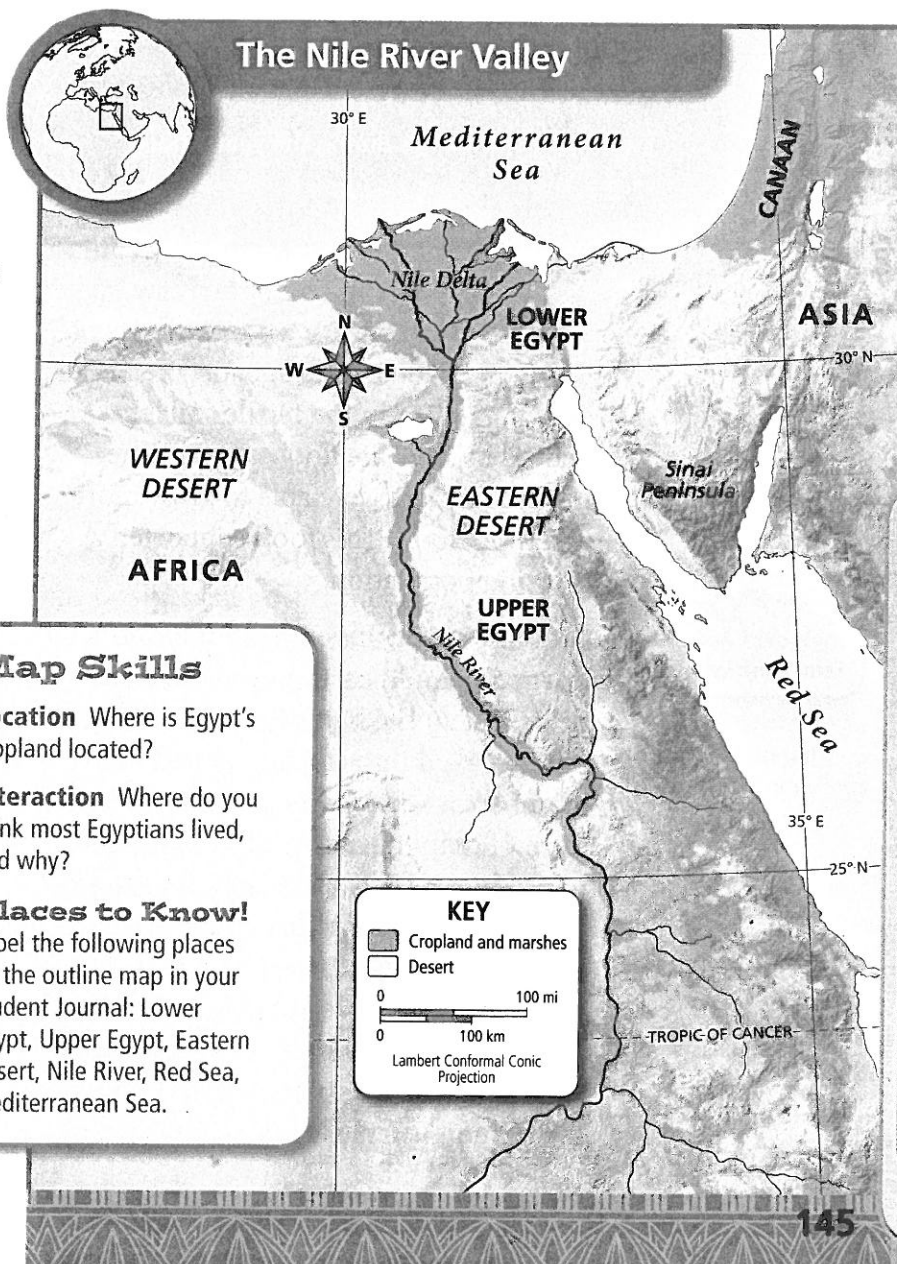 The Nile River Valley
30° E
Mediterranean
Sea
CANAAN
Nile Delta
LOWER
EGYPT
ASIA
N
W
E
S
30° N
WESTERN
DESERT
EASTERN
DESERT
Sinai
Peninsula
AFRICA
UPPER
EGYPT
Nile River
Red Sea
Map Skills
ocation Where is Egypt's
opland located?
teraction Where do you
nk most Egyptians lived,
d why?
laces to Know!
bel the following places
the outline map in your
udent Journal: Lower
ypt, Upper Egypt, Eastern
sert, Nile River, Red Sea,
editerranean Sea.
35° E
25° N
KEY
Cropland and marshes
Desert
0 100 mi
0 100 km
Lambert Conformal Conic
Projection
TROPIC OF CANCER
145